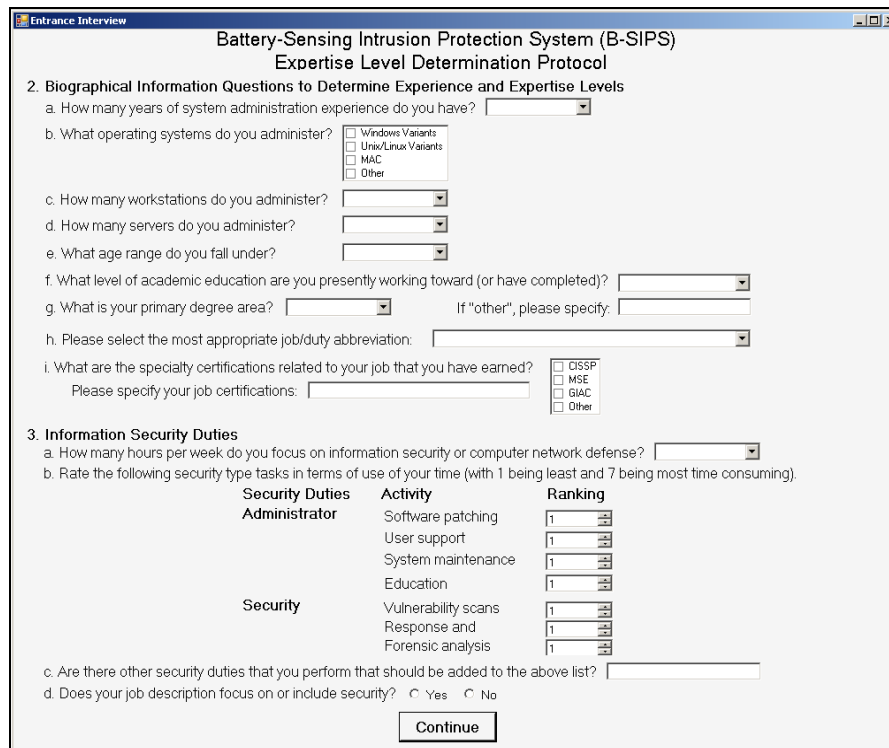 Entrance Interview
Battery-Sensing Intrusion Protection System (B-SIPS)
Expertise Level Determination Protocol
2. Biographical Information Questions to Determine Experience and Expertise Levels
a. How many years of system administration experience do you have?
b. What operating systems do you administer?
Windows Variants
Unix/Linux Variants
MAC
Other
c. How many workstations do you administer?
d. How many servers do you administer?
e. What age range do you fall under?
f. What level of academic education are you presently working toward (or have completed)?
g. What is your primary degree area? If "other", please specify:
h. Please select the most appropriate job/duty abbreviation:
i. What are the specialty certifications related to your job that you have earned?
CISSP
MSE
GIAC
Other
Please specify your job certifications:
3. Information Security Duties
a. How many hours per week do you focus on information security or computer network defense?
b. Rate the following security type tasks in terms of use of your time (with 1 being least and 7 being most time consuming).
Security Duties Activity Ranking
Administrator Software patching 1
User support 1
System maintenance 1
Education 1
Security Vulnerability scans 1
Response and 1
Forensic analysis 1
c. Are there other security duties that you perform that should be added to the above list?
d. Does your job description focus on or include security? Yes No
Continue